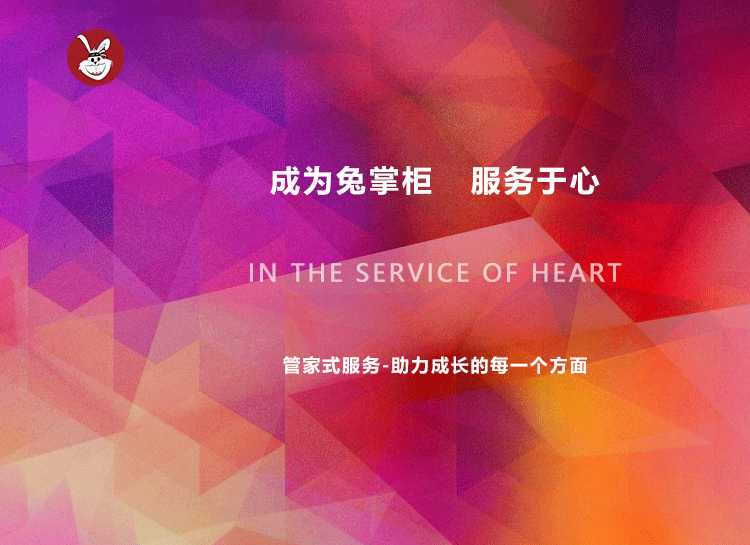 成为兔掌柜 服务于心
IN THE SERVICE OF HEART
管家式服务-助力成长的每一个方面